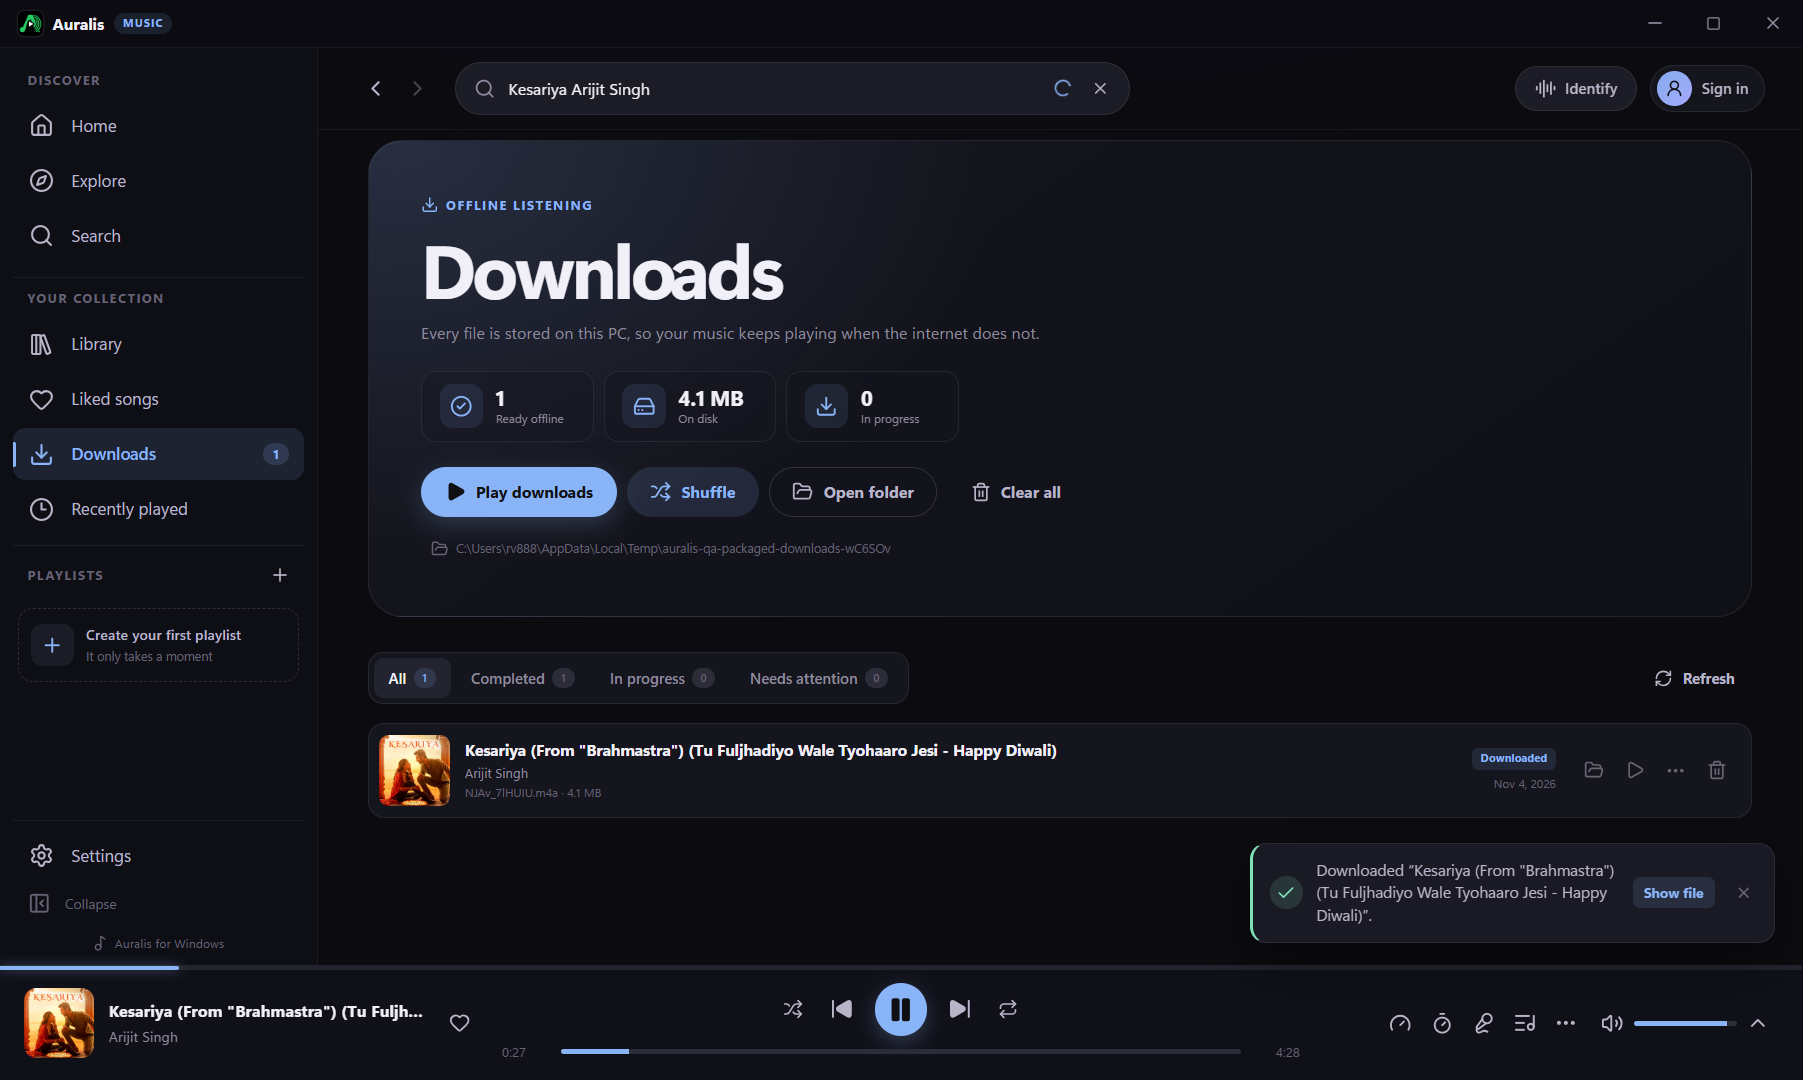 Auralis MUSIC
DISCOVER
Home
Explore
Search
YOUR COLLECTION
Library
Liked songs
Downloads 1
Recently played
PLAYLISTS
Create your first playlist
It only takes a moment
Settings
Collapse
Auralis for Windows
Kesariya Arijit Singh
Identify
Sign in
OFFLINE LISTENING
Downloads
Every file is stored on this PC, so your music keeps playing when the internet does not.
1
Ready offline
4.1 MB
On disk
0
In progress
Play downloads
Shuffle
Open folder
Clear all
C:\Users\rv888\AppData\Local\Temp\auralis-qa-packaged-downloads-wC6SOv
All 1
Completed 1
In progress 0
Needs attention 0
Refresh
KESARIYA
Kesariya (From "Brahmastra") (Tu Fuljhadiyo Wale Tyohaaro Jesi - Happy Diwali)
Arijit Singh
NJAv_7lHUIU.m4a · 4.1 MB
Downloaded
Nov 4, 2026
Downloaded “Kesariya (From "Brahmastra")
(Tu Fuljhadiyo Wale Tyohaaro Jesi - Happy
Diwali)”.
Show file
KESARIYA
Kesariya (From "Brahmastra") (Tu Fuljh...
Arijit Singh
0:27
4:28